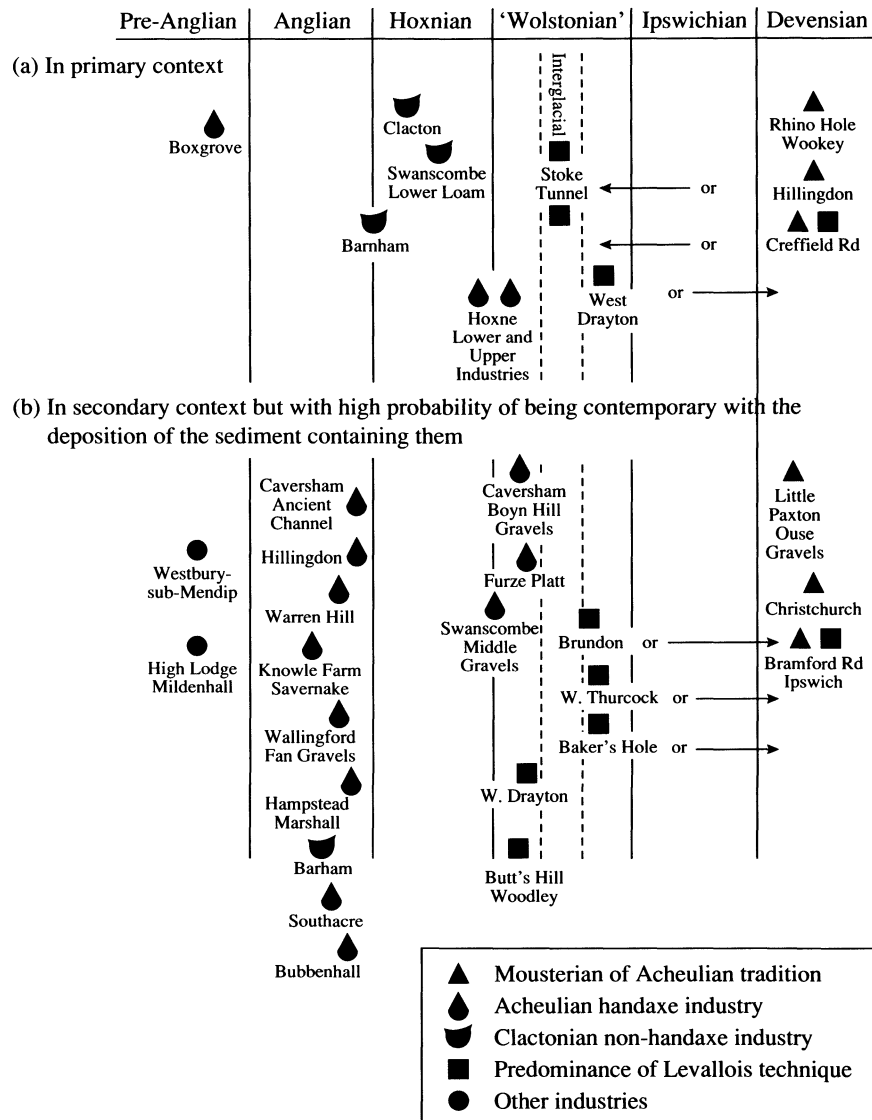 Pre-Anglian Anglian Hoxnian ‘Wolstonian’ Ipswichian Devensian
(a) In primary context
Interglacial
Boxgrove
Clacton
Swanscombe
Lower Loam
Barnham
Hoxne
Lower and
Upper
Industries
Stoke
Tunnel
or
or
West
Drayton
or
Rhino Hole
Wookey
Hillingdon
Creffield Rd
(b) In secondary context but with high probability of being contemporary with the
deposition of the sediment containing them
Westbury-
sub-Mendip
High Lodge
Mildenhall
Caversham
Ancient
Channel
Hillingdon
Warren Hill
Knowle Farm
Savernake
Wallingford
Fan Gravels
Hampstead
Marshall
Barham
Southacre
Bubbenhall
Caversham
Boyn Hill
Gravels
Furze Platt
Swanscombe
Middle
Gravels
Brundon or
W. Thurcock or
Baker's Hole or
W. Drayton
Butt's Hill
Woodley
Little
Paxton
Ouse
Gravels
Christchurch
Bramford Rd
Ipswich
Mousterian of Acheulian tradition
Acheulian handaxe industry
Clactonian non-handaxe industry
Predominance of Levallois technique
Other industries